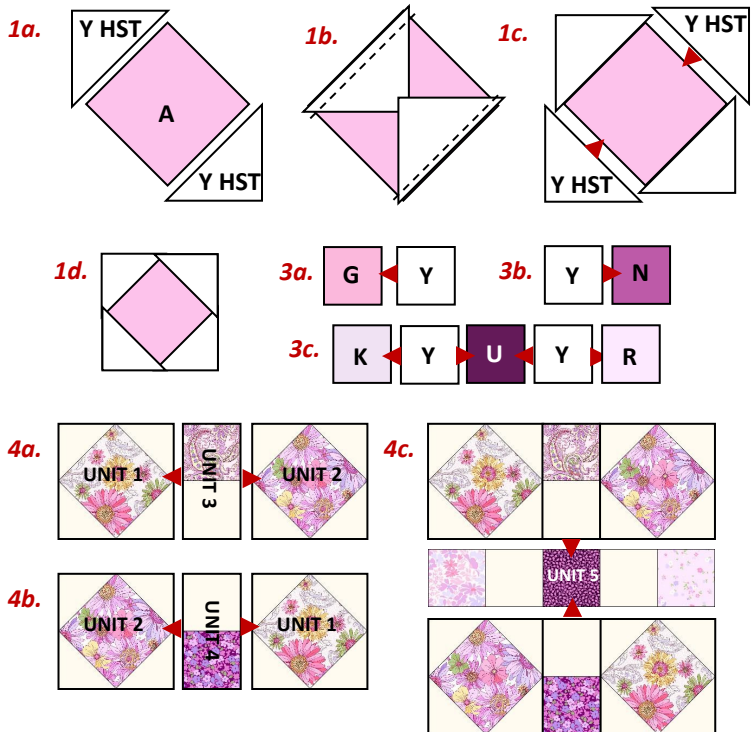 1a.
Y HST
A
Y HST
1b.
1c.
Y HST
Y HST
1d.
3a.
G Y
3b.
Y N
3c.
K Y U Y R
4a.
UNIT 1
UNIT 3
UNIT 2
4b.
UNIT 2
UNIT 4
UNIT 1
4c.
UNIT 5